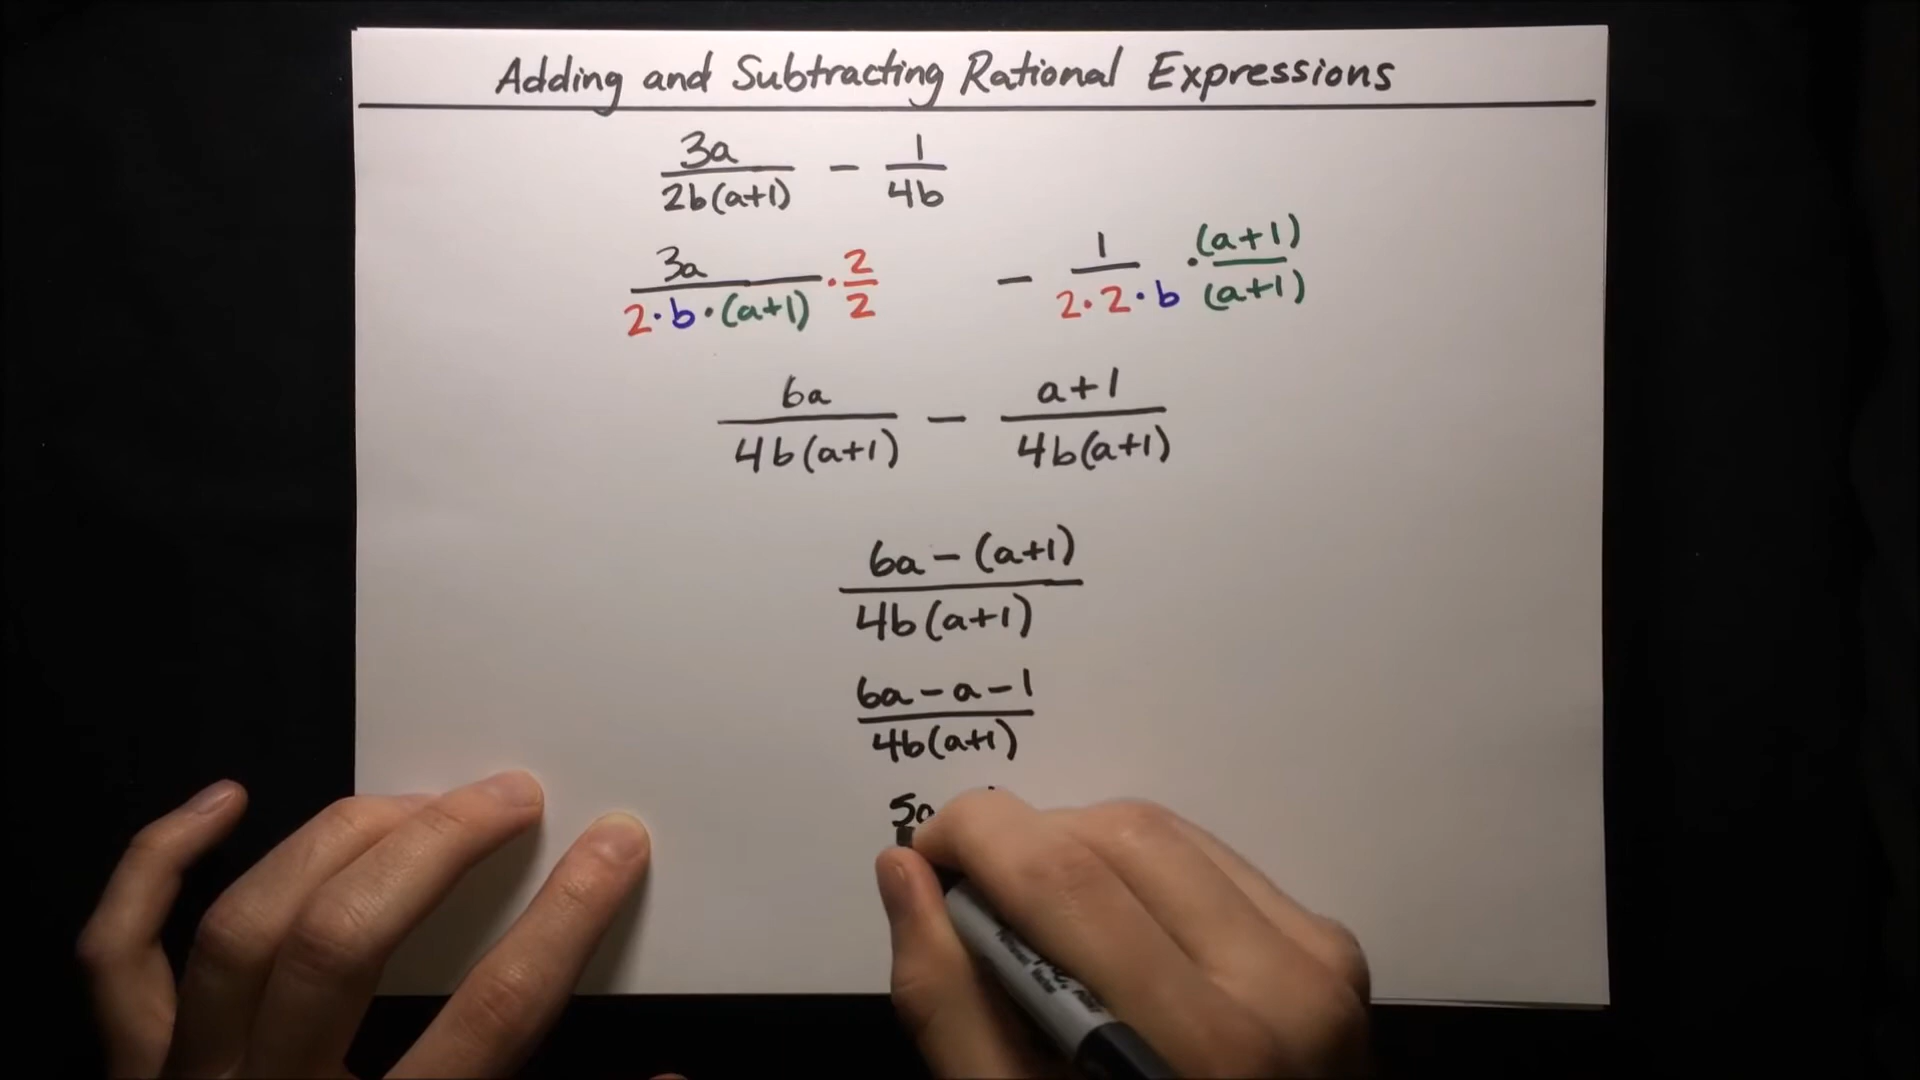 Adding and Subtracting Rational Expressions
3a/2b(a+1) - 1/4b
3a/2·b·(a+1) · 2/2 - 1/2·2·b · (a+1)/(a+1)
6a/4b(a+1) - a+1/4b(a+1)
6a-(a+1)/4b(a+1)
6a-a-1/4b(a+1)
5a